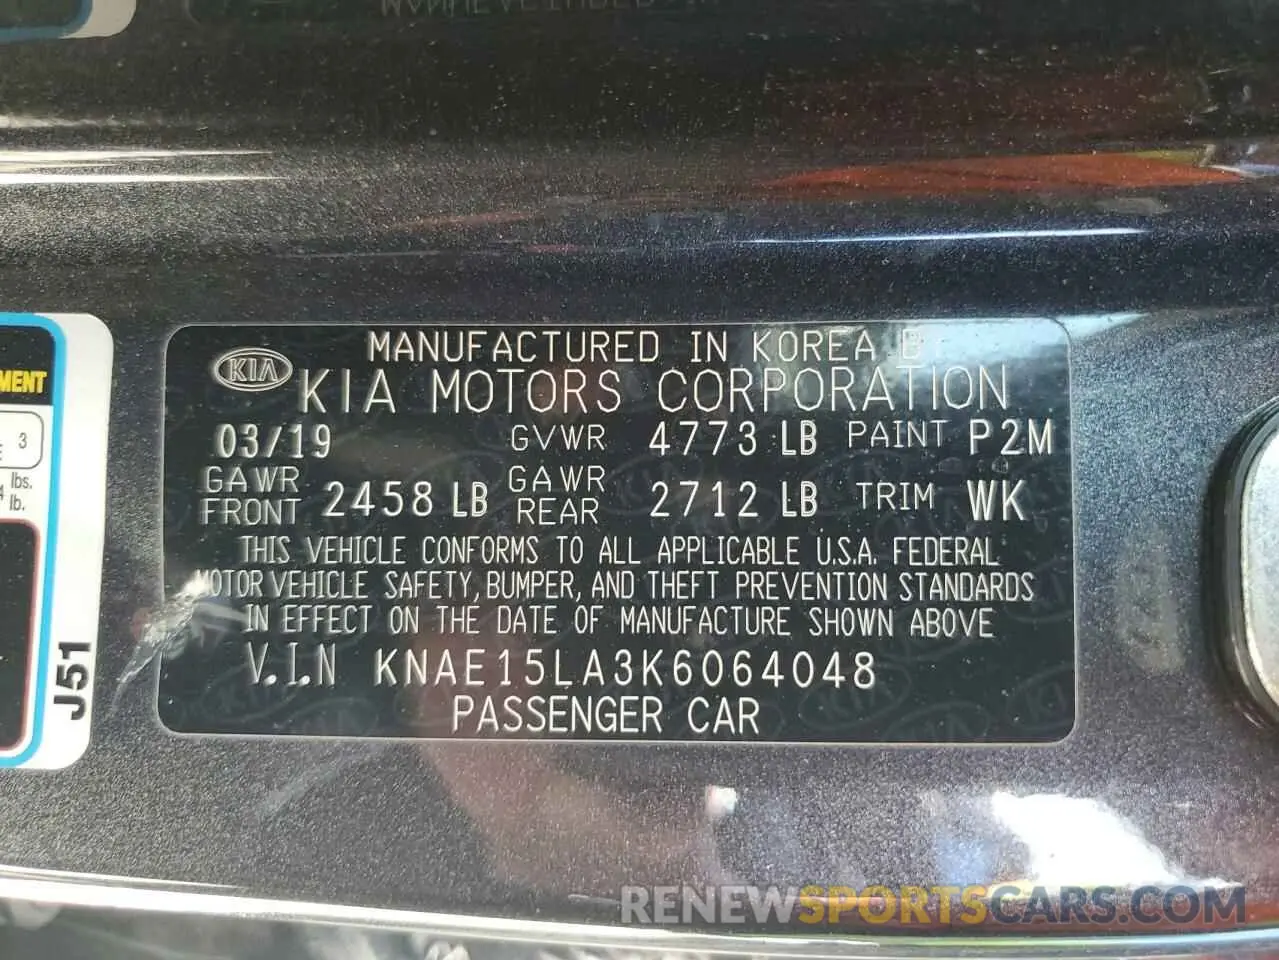 MENT
3
lbs.
lb.
J51
MANUFACTURED IN KOREA B
KIA KIA MOTORS CORPORATION
03/19 GVWR 4773 LB PAINT P2M
GAWR FRONT 2458 LB GAWR REAR 2712 LB TRIM WK
THIS VEHICLE CONFORMS TO ALL APPLICABLE U.S.A. FEDERAL
MOTOR VEHICLE SAFETY, BUMPER, AND THEFT PREVENTION STANDARDS
IN EFFECT ON THE DATE OF MANUFACTURE SHOWN ABOVE
V.I.N KNAE15LA3K6064048
PASSENGER CAR
RENEWSPORTSCARS.COM